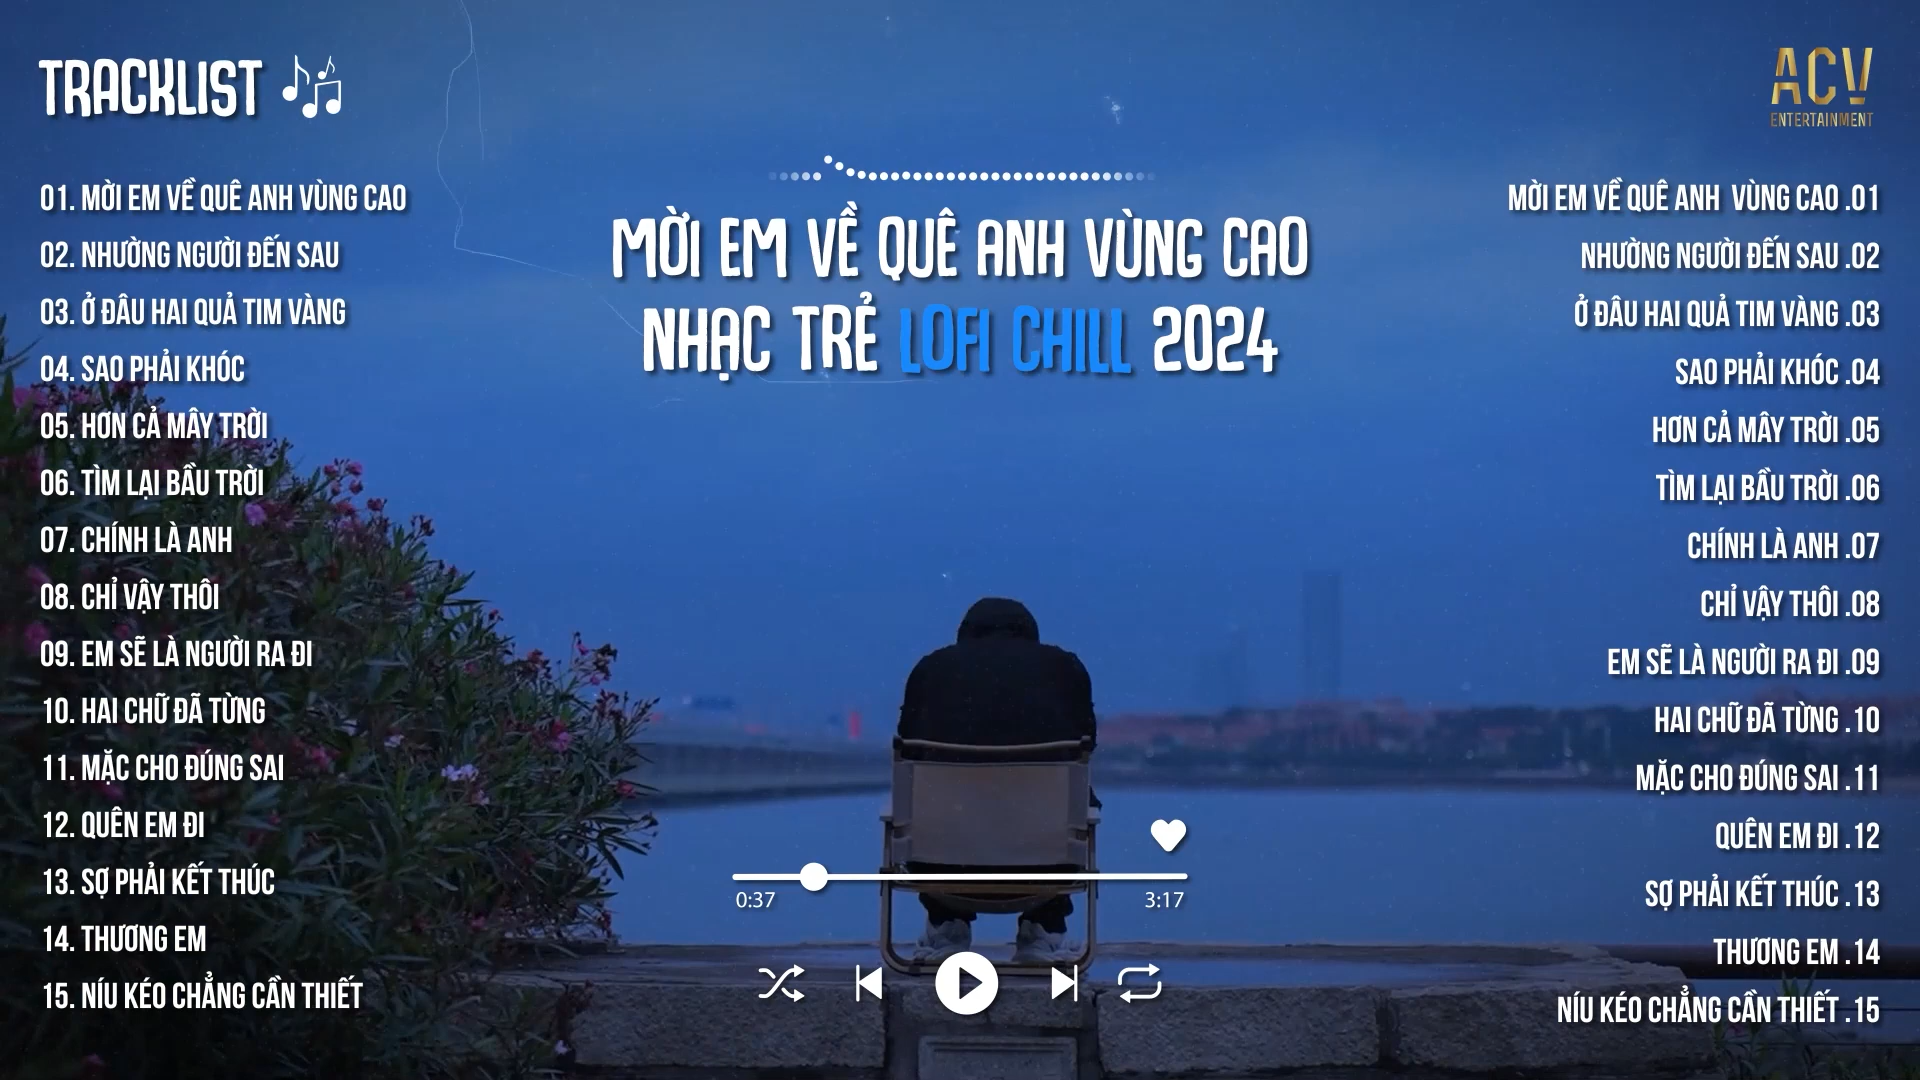 TRACKLIST
ACV
ENTERTAINMENT
MỜI EM VỀ QUÊ ANH VÙNG CAO
NHẠC TRẺ LOFI CHILL 2024
01. MỜI EM VỀ QUÊ ANH VÙNG CAO
02. NHƯỜNG NGƯỜI ĐẾN SAU
03. Ở ĐÂU HAI QUẢ TIM VÀNG
04. SAO PHẢI KHÓC
05. HƠN CẢ MÂY TRỜI
06. TÌM LẠI BẦU TRỜI
07. CHÍNH LÀ ANH
08. CHỈ VẬY THÔI
09. EM SẼ LÀ NGƯỜI RA ĐI
10. HAI CHỮ ĐÃ TỪNG
11. MẶC CHO ĐÚNG SAI
12. QUÊN EM ĐI
13. SỢ PHẢI KẾT THÚC
14. THƯƠNG EM
15. NÍU KÉO CHẲNG CẦN THIẾT
MỜI EM VỀ QUÊ ANH VÙNG CAO .01
NHƯỜNG NGƯỜI ĐẾN SAU .02
Ở ĐÂU HAI QUẢ TIM VÀNG .03
SAO PHẢI KHÓC .04
HƠN CẢ MÂY TRỜI .05
TÌM LẠI BẦU TRỜI .06
CHÍNH LÀ ANH .07
CHỈ VẬY THÔI .08
EM SẼ LÀ NGƯỜI RA ĐI .09
HAI CHỮ ĐÃ TỪNG .10
MẶC CHO ĐÚNG SAI .11
QUÊN EM ĐI .12
SỢ PHẢI KẾT THÚC .13
THƯƠNG EM .14
NÍU KÉO CHẲNG CẦN THIẾT .15
0:37
3:17